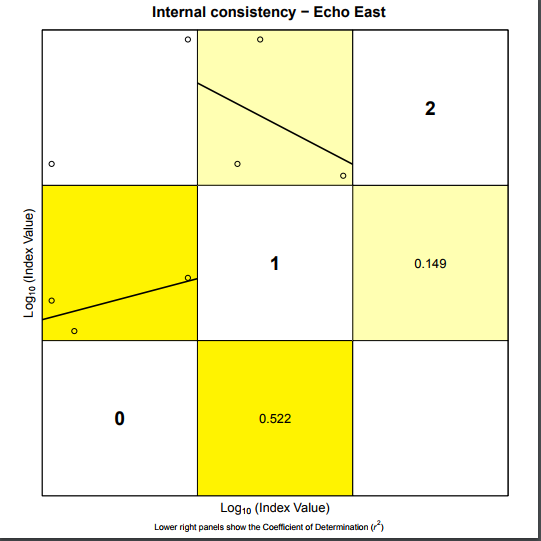 Internal consistency − Echo East
2
Log10 (Index Value)
1
0.149
0
0.522
Log10 (Index Value)
Lower right panels show the Coefficient of Determination (r²)